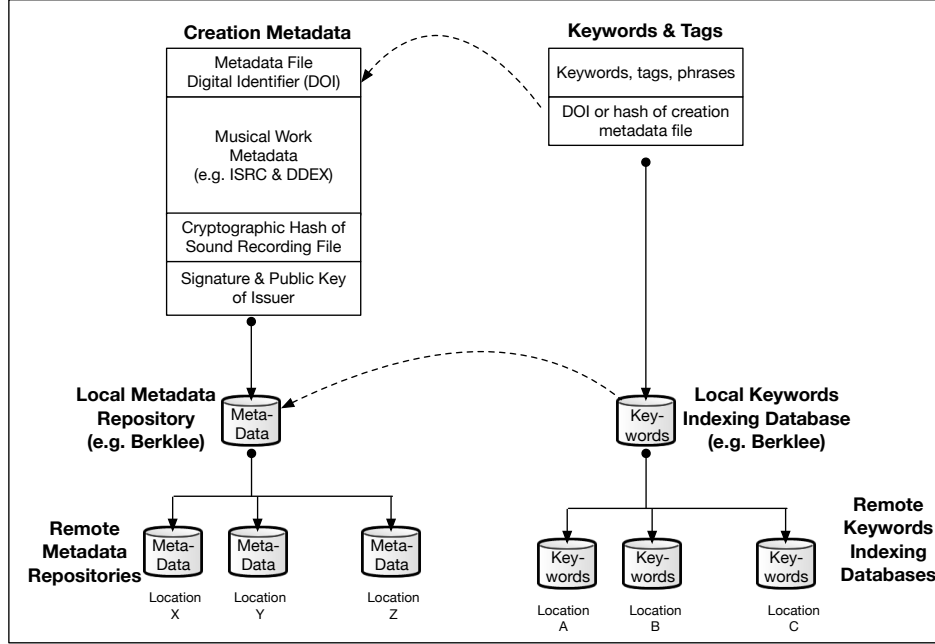 Creation Metadata
Metadata File
Digital Identifier (DOI)
Musical Work
Metadata
(e.g. ISRC & DDEX)
Cryptographic Hash of
Sound Recording File
Signature & Public Key
of Issuer
Keywords & Tags
Keywords, tags, phrases
DOI or hash of creation
metadata file
Local Metadata
Repository
(e.g. Berklee)
Meta-
Data
Key-
words
Local Keywords
Indexing Database
(e.g. Berklee)
Remote
Metadata
Repositories
Meta-
Data
Meta-
Data
Meta-
Data
Location
X
Location
Y
Location
Z
Key-
words
Key-
words
Key-
words
Location
A
Location
B
Location
C
Remote
Keywords
Indexing
Databases